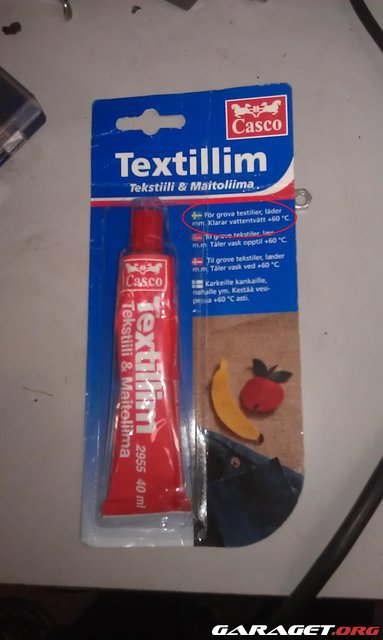 Casco
Textillim
Tekstiili & Maitoliima
För grova textilier, läder
m.m. Klarar vattentvätt +60 °C.
Til grove tekstiler, lær
m.m. Tåler vask opptil +60 °C.
Til grove tekstiler, læder
m.m. Tåler vask ved +60 °C.
Karkeille kankaille,
nahalle ym. Kestää vesi-
pesua +60 °C asti.
Casco
Textillim
Tekstiili & Maitoliima
2955 40 ml
GARAGET.ORG